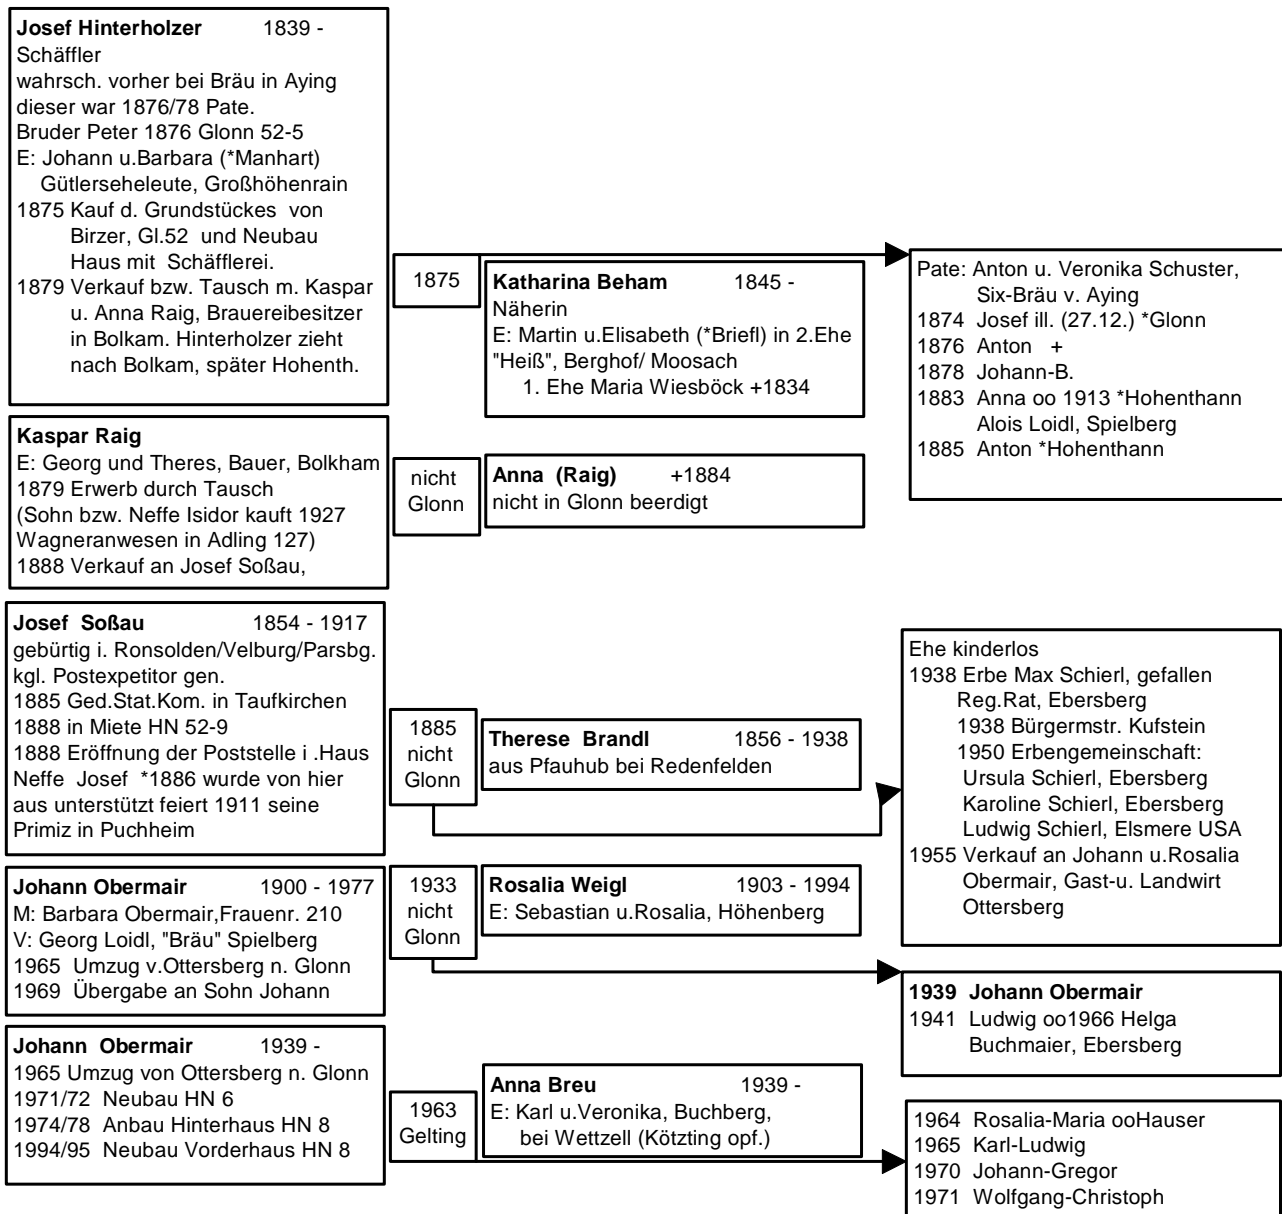 Josef Hinterholzer 1839 -
Schäffler
wahrsch. vorher bei Bräu in Aying
dieser war 1876/78 Pate.
Bruder Peter 1876 Glonn 52-5
E: Johann u.Barbara (*Manhart)
Gütlerseheleute, Großhöhenrain
1875 Kauf d. Grundstückes von
Birzer, Gl.52 und Neubau
Haus mit Schäfflerei.
1879 Verkauf bzw. Tausch m. Kaspar
u. Anna Raig, Brauereibesitzer
in Bolkam. Hinterholzer zieht
nach Bolkam, später Hohenth.
1875
Katharina Beham 1845 -
Näherin
E: Martin u.Elisabeth (*Briefl) in 2.Ehe
"Heiß", Berghof/ Moosach
1. Ehe Maria Wiesböck +1834
Pate: Anton u. Veronika Schuster,
Six-Bräu v. Aying
1874 Josef ill. (27.12.) *Glonn
1876 Anton +
1878 Johann-B.
1883 Anna oo 1913 *Hohenthann
Alois Loidl, Spielberg
1885 Anton *Hohenthann
Kaspar Raig
E: Georg und Theres, Bauer, Bolkham
1879 Erwerb durch Tausch
(Sohn bzw. Neffe Isidor kauft 1927
Wagneranwesen in Adling 127)
1888 Verkauf an Josef Soßau,
nicht
Glonn
Anna (Raig) +1884
nicht in Glonn beerdigt
Josef Soßau 1854 - 1917
gebürtig i. Ronsolden/Velburg/Parsbg.
kgl. Postexpetitor gen.
1885 Ged.Stat.Kom. in Taufkirchen
1888 in Miete HN 52-9
1888 Eröffnung der Poststelle i .Haus
Neffe Josef *1886 wurde von hier
aus unterstützt feiert 1911 seine
Primiz in Puchheim
1885
nicht
Glonn
Therese Brandl 1856 - 1938
aus Pfauhub bei Redenfelden
Ehe kinderlos
1938 Erbe Max Schierl, gefallen
Reg.Rat, Ebersberg
1938 Bürgermstr. Kufstein
1950 Erbengemeinschaft:
Ursula Schierl, Ebersberg
Karoline Schierl, Ebersberg
Ludwig Schierl, Elsmere USA
1955 Verkauf an Johann u.Rosalia
Obermair, Gast-u. Landwirt
Ottersberg
Johann Obermair 1900 - 1977
M: Barbara Obermair,Frauenr. 210
V: Georg Loidl, "Bräu" Spielberg
1965 Umzug v.Ottersberg n. Glonn
1969 Übergabe an Sohn Johann
1933
nicht
Glonn
Rosalia Weigl 1903 - 1994
E: Sebastian u.Rosalia, Höhenberg
1939 Johann Obermair
1941 Ludwig oo1966 Helga
Buchmaier, Ebersberg
Johann Obermair 1939 -
1965 Umzug von Ottersberg n. Glonn
1971/72 Neubau HN 6
1974/78 Anbau Hinterhaus HN 8
1994/95 Neubau Vorderhaus HN 8
1963
Gelting
Anna Breu 1939 -
E: Karl u.Veronika, Buchberg,
bei Wettzell (Kötzting opf.)
1964 Rosalia-Maria ooHauser
1965 Karl-Ludwig
1970 Johann-Gregor
1971 Wolfgang-Christoph